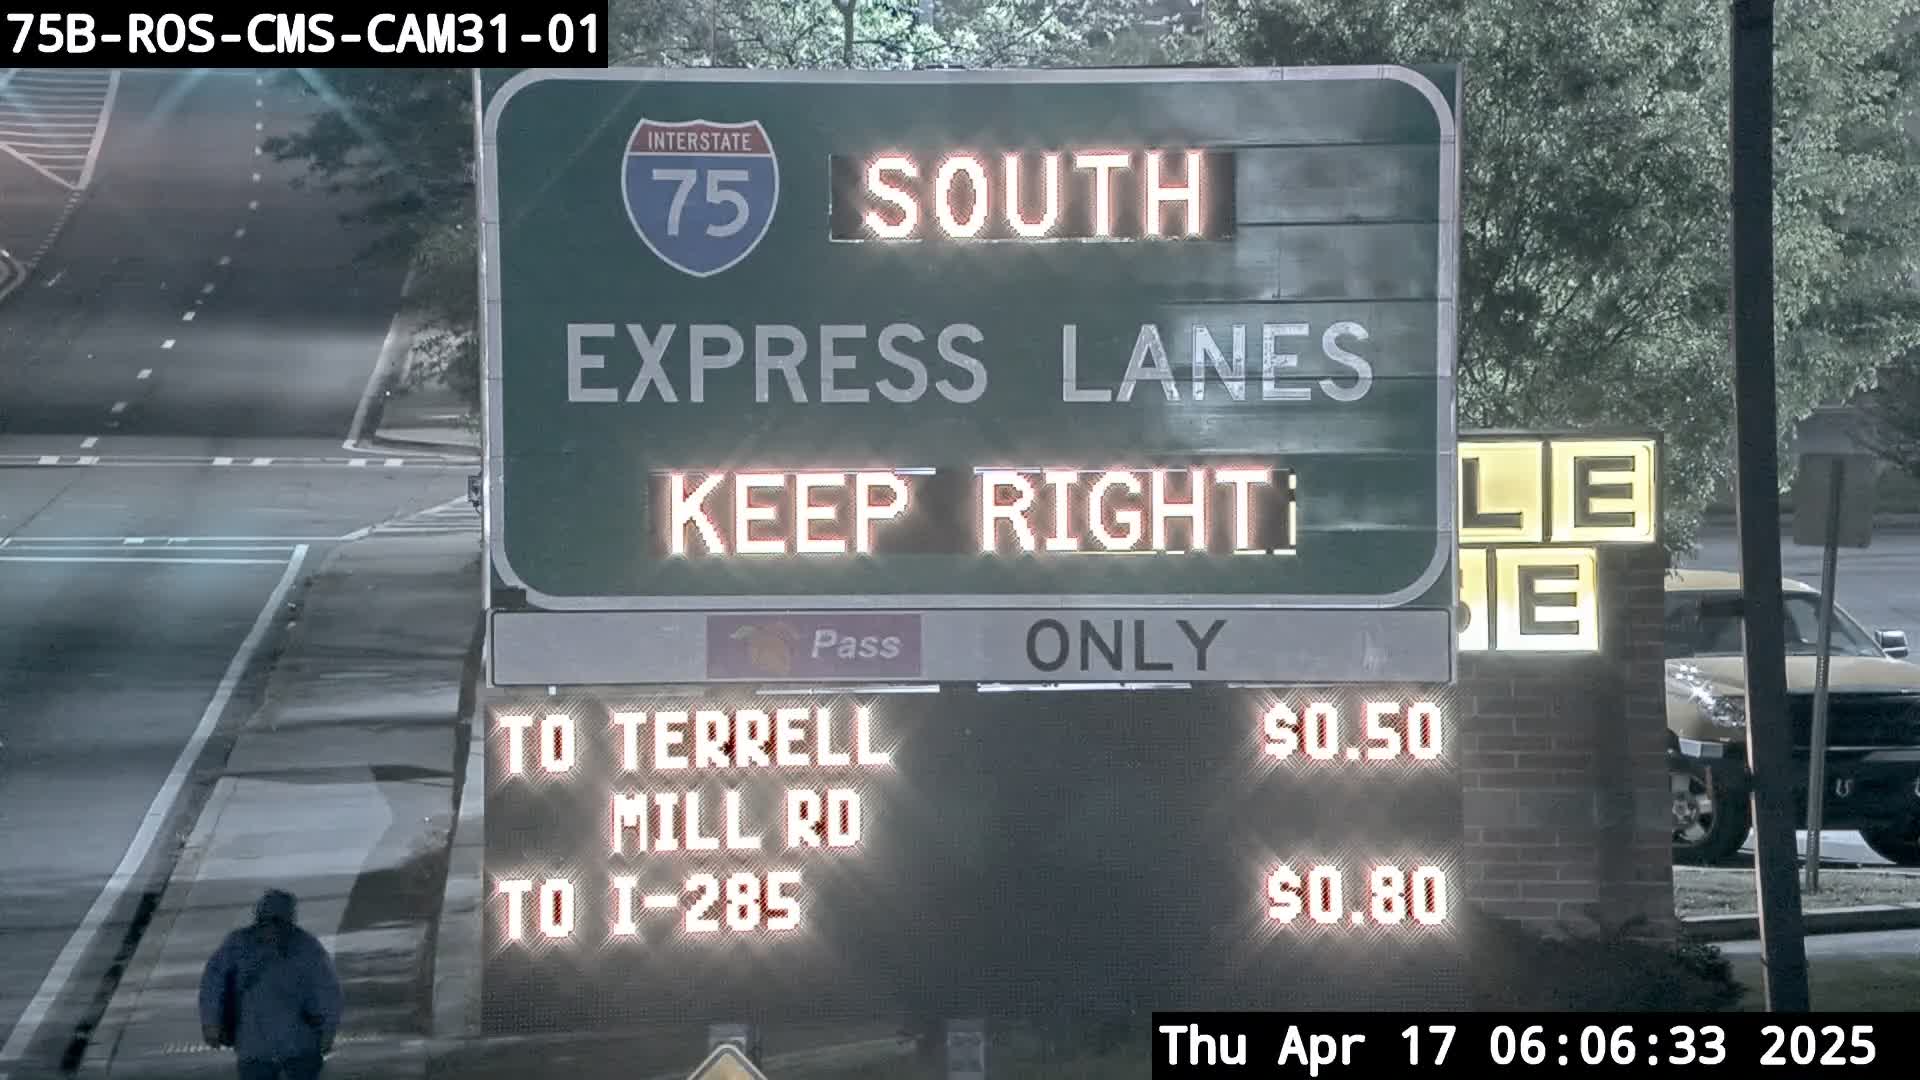 75B-ROS-CMS-CAM31-01
INTERSTATE
75
SOUTH
EXPRESS LANES
KEEP RIGHT
Pass ONLY
LE
E
TO TERRELL $0.50
MILL RD
TO I-285 $0.80
Thu Apr 17 06:06:33 2025